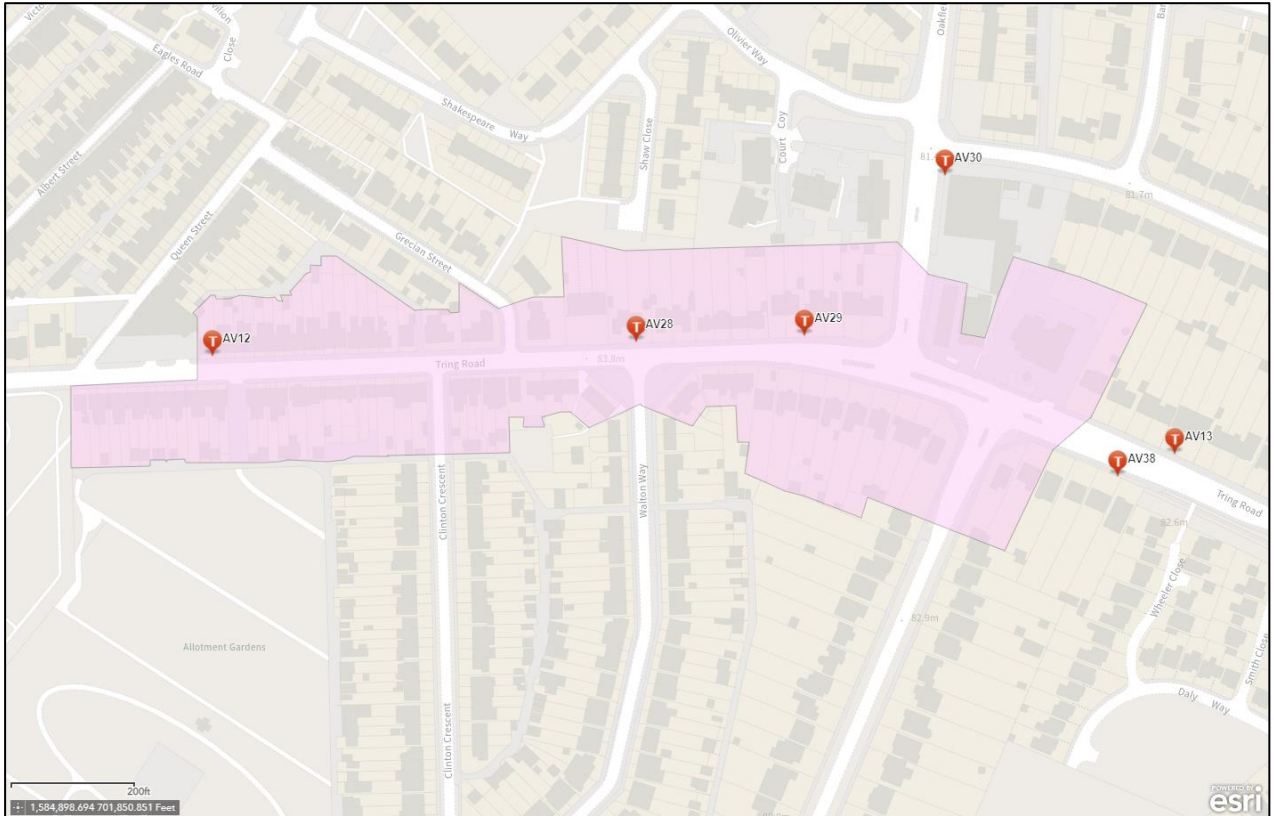 Close
Eagles Road
Albert Street
Queen Street
Grecian Street
Shakespeare Way
Shaw Close
Olivier Way
Court Coy
AV30
81.7m
AV12
AV28
AV29
Tring Road
83.8m
AV13
AV38
Tring Road
82.6m
Clinton Crescent
Walton Way
Wheeler Close
Smith Close
82.9m
Allotment Gardens
Daly Way
Clinton Crescent
200ft
1,584,898.694 701,850.851 Feet
POWERED BY
esri